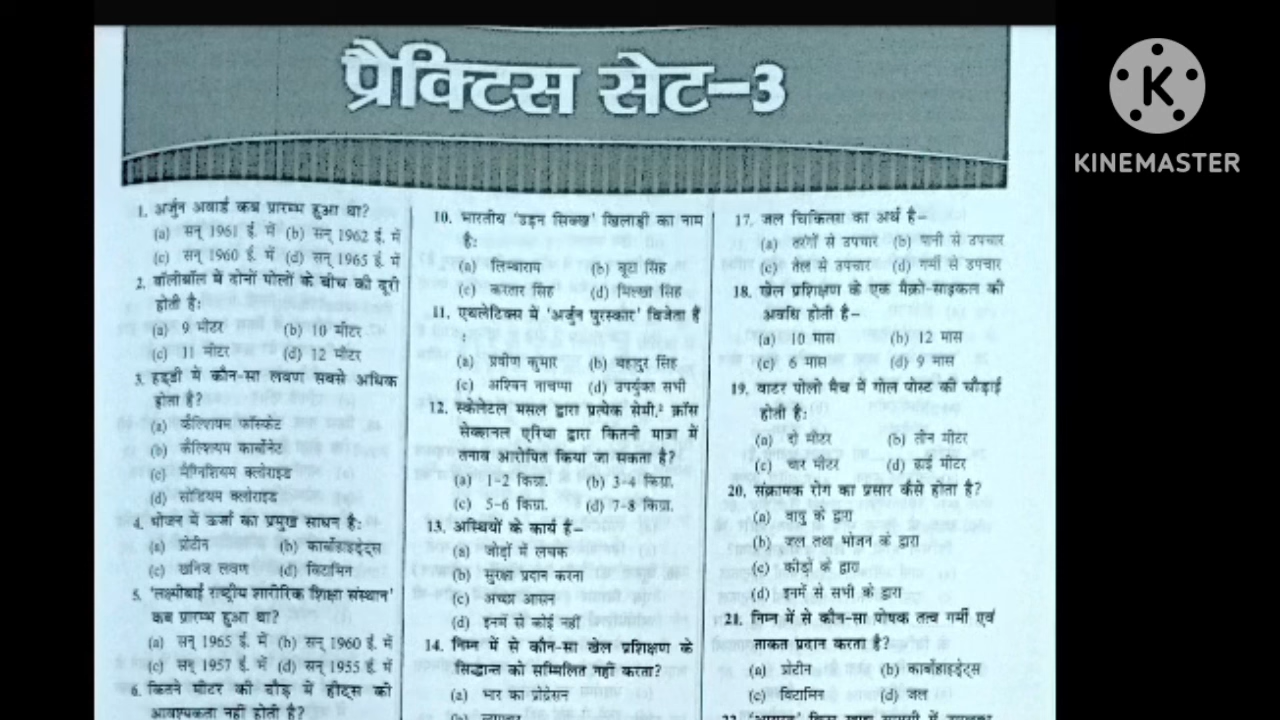 प्रैक्टिस सेट–3
K
KINEMASTER
1. अर्जुन अवार्ड कब प्रारम्भ हुआ था?
(a) सन् 1961 ई. में (b) सन् 1962 ई. में
(c) सन् 1960 ई. में (d) सन् 1965 ई. में
2. वॉलीबॉल में दोनों पोलों के बीच की दूरी
होती है:
(a) 9 मीटर (b) 10 मीटर
(c) 11 मीटर (d) 12 मीटर
3. हड्डी में कौन-सा लवण सबसे अधिक
होता है?
(a) कैल्शियम फॉस्फेट
(b) कैल्शियम कार्बोनेट
(c) मैग्निशियम क्लोराइड
(d) सोडियम क्लोराइड
4. भोजन में ऊर्जा का प्रमुख साधन है:
(a) प्रोटीन (b) कार्बोहाइड्रेट्स
(c) खनिज लवण (d) विटामिन
5. 'लक्ष्मीबाई राष्ट्रीय शारीरिक शिक्षा संस्थान'
कब प्रारम्भ हुआ था?
(a) सन् 1965 ई. में (b) सन् 1960 ई. में
(c) सन् 1957 ई. में (d) सन् 1955 ई. में
6. कितने मीटर की दौड़ में हीट्स की
आवश्यकता नहीं होती है?
10. भारतीय 'उड़न सिक्ख' खिलाड़ी का नाम
है:
(a) लिम्बाराम (b) बूटा सिंह
(c) करतार सिंह (d) मिल्खा सिंह
11. एथलेटिक्स में 'अर्जुन पुरस्कार' विजेता हैं
:
(a) प्रवीण कुमार (b) बहादुर सिंह
(c) अश्विन नाचप्पा (d) उपर्युक्त सभी
12. स्केलेटल मसल द्वारा प्रत्येक सेमी.² क्रॉस
सेक्शनल एरिया द्वारा कितनी मात्रा में
तनाव आरोपित किया जा सकता है?
(a) 1-2 किग्रा. (b) 3-4 किग्रा.
(c) 5-6 किग्रा. (d) 7-8 किग्रा.
13. अस्थियों के कार्य हैं–
(a) जोड़ों में लचक
(b) सुरक्षा प्रदान करना
(c) अच्छा आसन
(d) इनमें से कोई नहीं
14. निम्न में से कौन-सा खेल प्रशिक्षण के
सिद्धान्त को सम्मिलित नहीं करता?
(a) भार का प्रोग्रेसन
17. जल चिकित्सा का अर्थ है–
(a) तरंगों से उपचार (b) पानी से उपचार
(c) तेल से उपचार (d) गर्मी से उपचार
18. खेल प्रशिक्षण के एक मैक्रो-साइकल की
अवधि होती है–
(a) 10 मास (b) 12 मास
(c) 6 मास (d) 9 मास
19. वाटर पोलो मैच में गोल पोस्ट की चौड़ाई
होती है:
(a) दो मीटर (b) तीन मीटर
(c) चार मीटर (d) ढाई मीटर
20. संक्रामक रोग का प्रसार कैसे होता है?
(a) वायु के द्वारा
(b) जल तथा भोजन के द्वारा
(c) कीड़ों के द्वारा
(d) इनमें से सभी के द्वारा
21. निम्न में से कौन-सा पोषक तत्व गर्मी एवं
ताकत प्रदान करता है?
(a) प्रोटीन (b) कार्बोहाइड्रेट्स
(c) विटामिन (d) जल